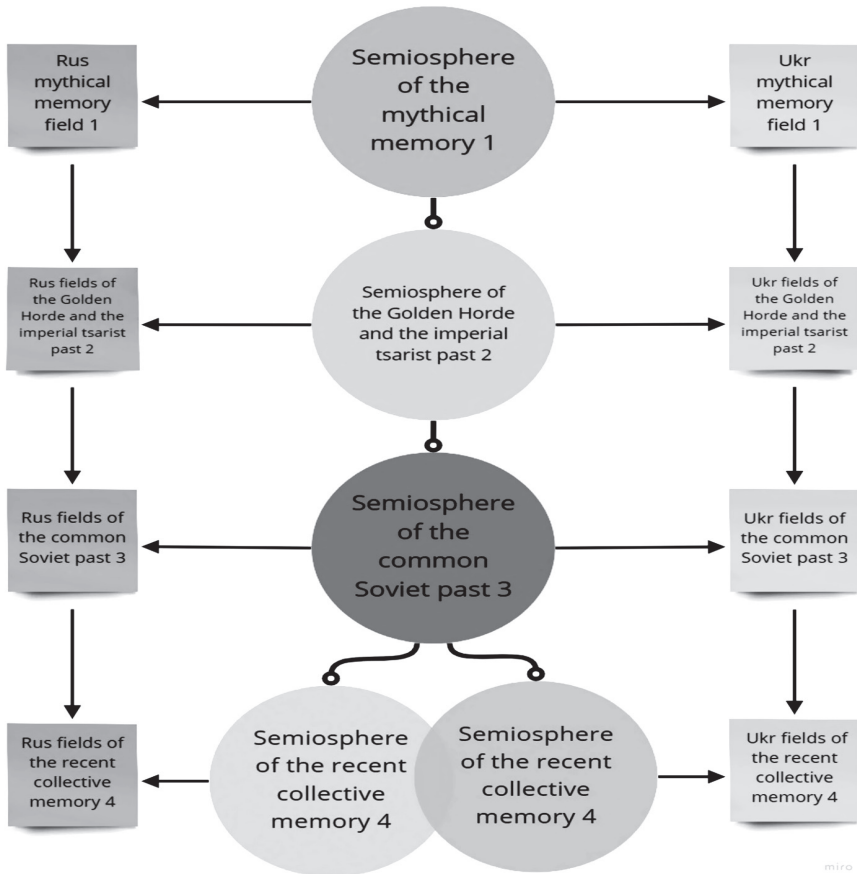 Rus
mythical
memory
field 1
Semiosphere
of the
mythical
memory 1
Ukr
mythical
memory
field 1
Rus fields of
the Golden
Horde and the
imperial tsarist
past 2
Semiosphere of
the Golden Horde
and the imperial
tsarist past 2
Ukr fields of
the Golden
Horde and the
imperial tsarist
past 2
Rus fields of
the common
Soviet past 3
Semiosphere
of the
common
Soviet past 3
Ukr fields of
the common
Soviet past 3
Rus fields of
the recent
collective
memory 4
Semiosphere
of the recent
collective
memory 4
Semiosphere
of the recent
collective
memory 4
Ukr fields of
the recent
collective
memory 4
miro